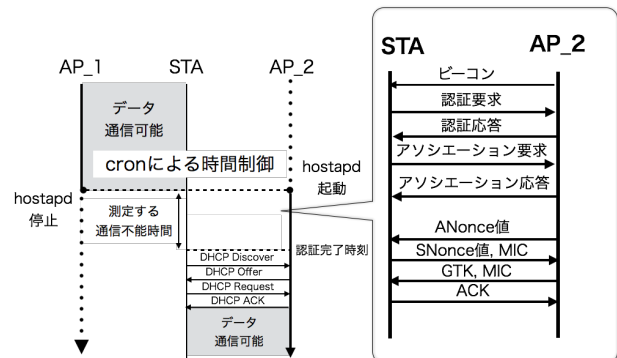 AP_1
STA
AP_2
データ
通信可能
cronによる時間制御
hostapd
起動
hostapd
停止
測定する
通信不能時間
認証完了時刻
DHCP Discover
DHCP Offer
DHCP Request
DHCP ACK
データ
通信可能
STA
AP_2
ビーコン
認証要求
認証応答
アソシエーション要求
アソシエーション応答
ANonce値
SNonce値, MIC
GTK, MIC
ACK